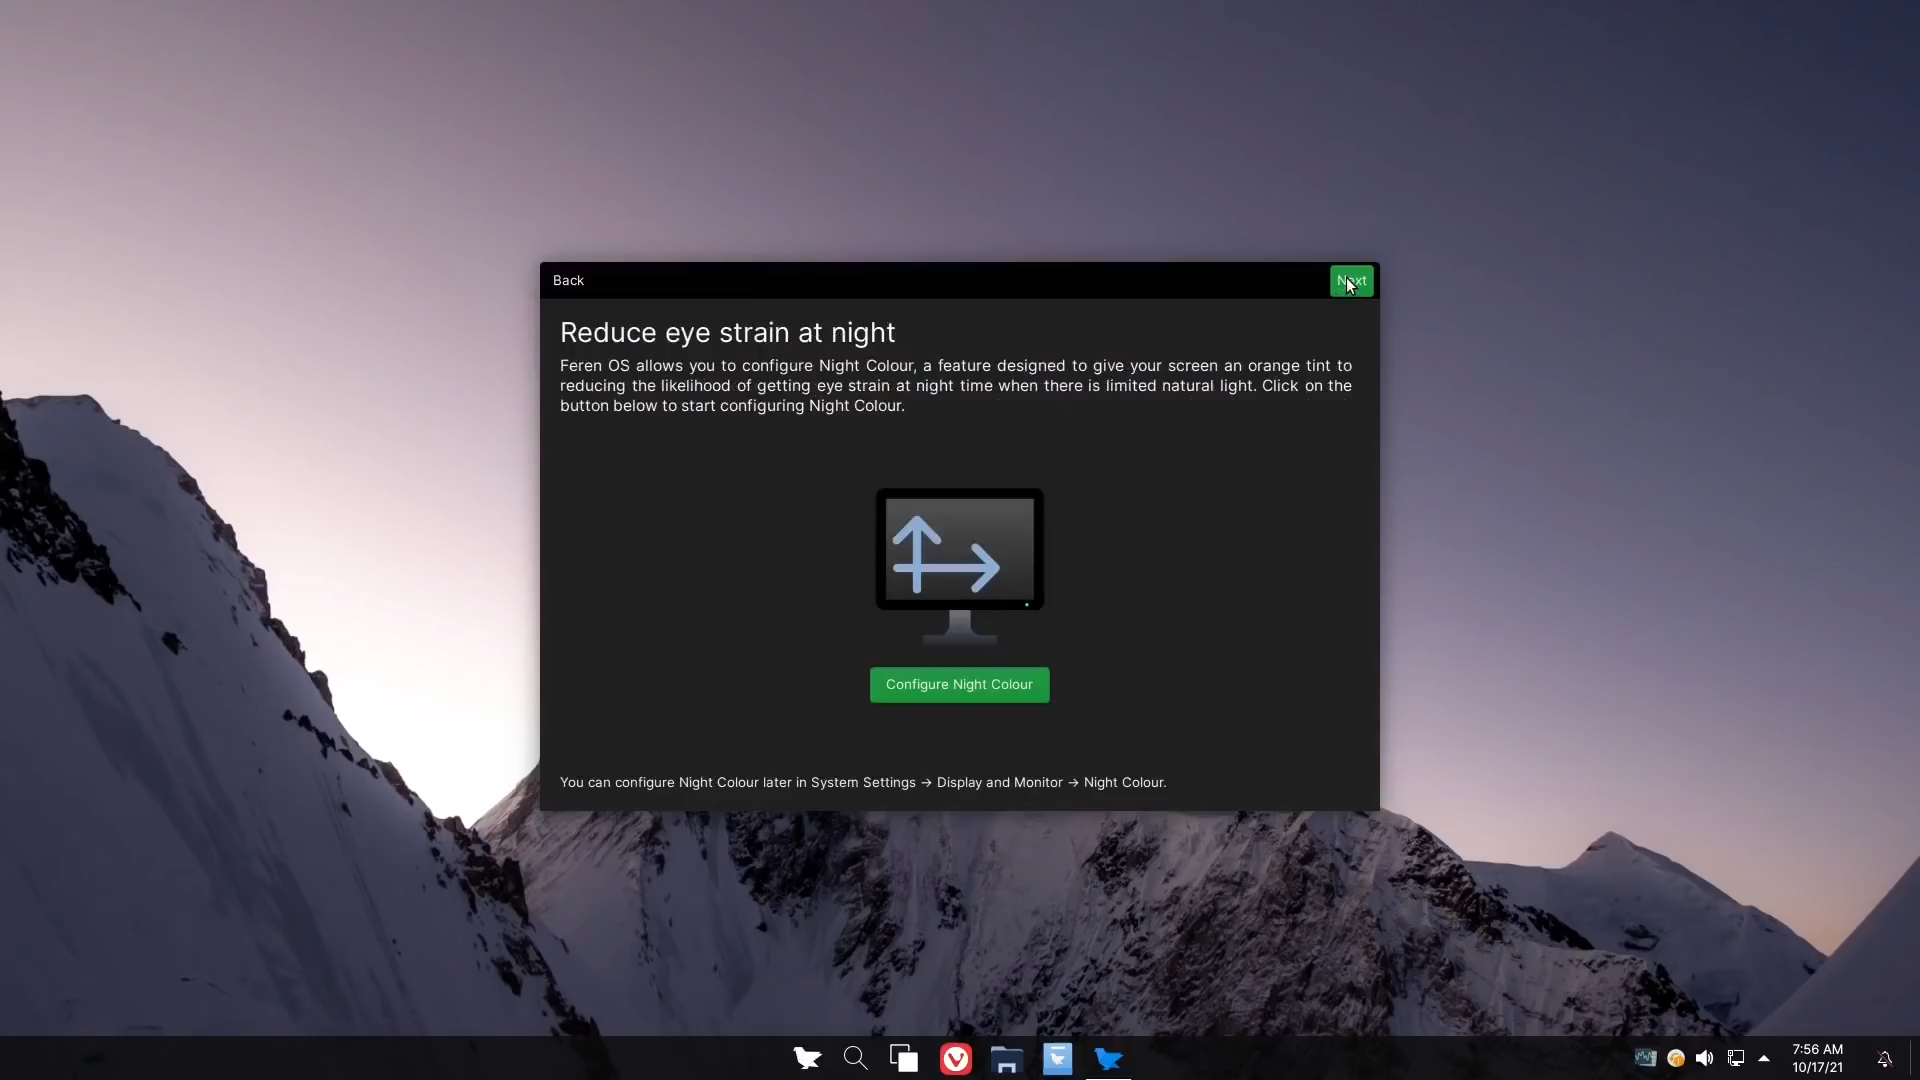 Back
Next
Reduce eye strain at night
Feren OS allows you to configure Night Colour, a feature designed to give your screen an orange tint to
reducing the likelihood of getting eye strain at night time when there is limited natural light. Click on the
button below to start configuring Night Colour.
Configure Night Colour
You can configure Night Colour later in System Settings → Display and Monitor → Night Colour.
7:56 AM
10/17/21